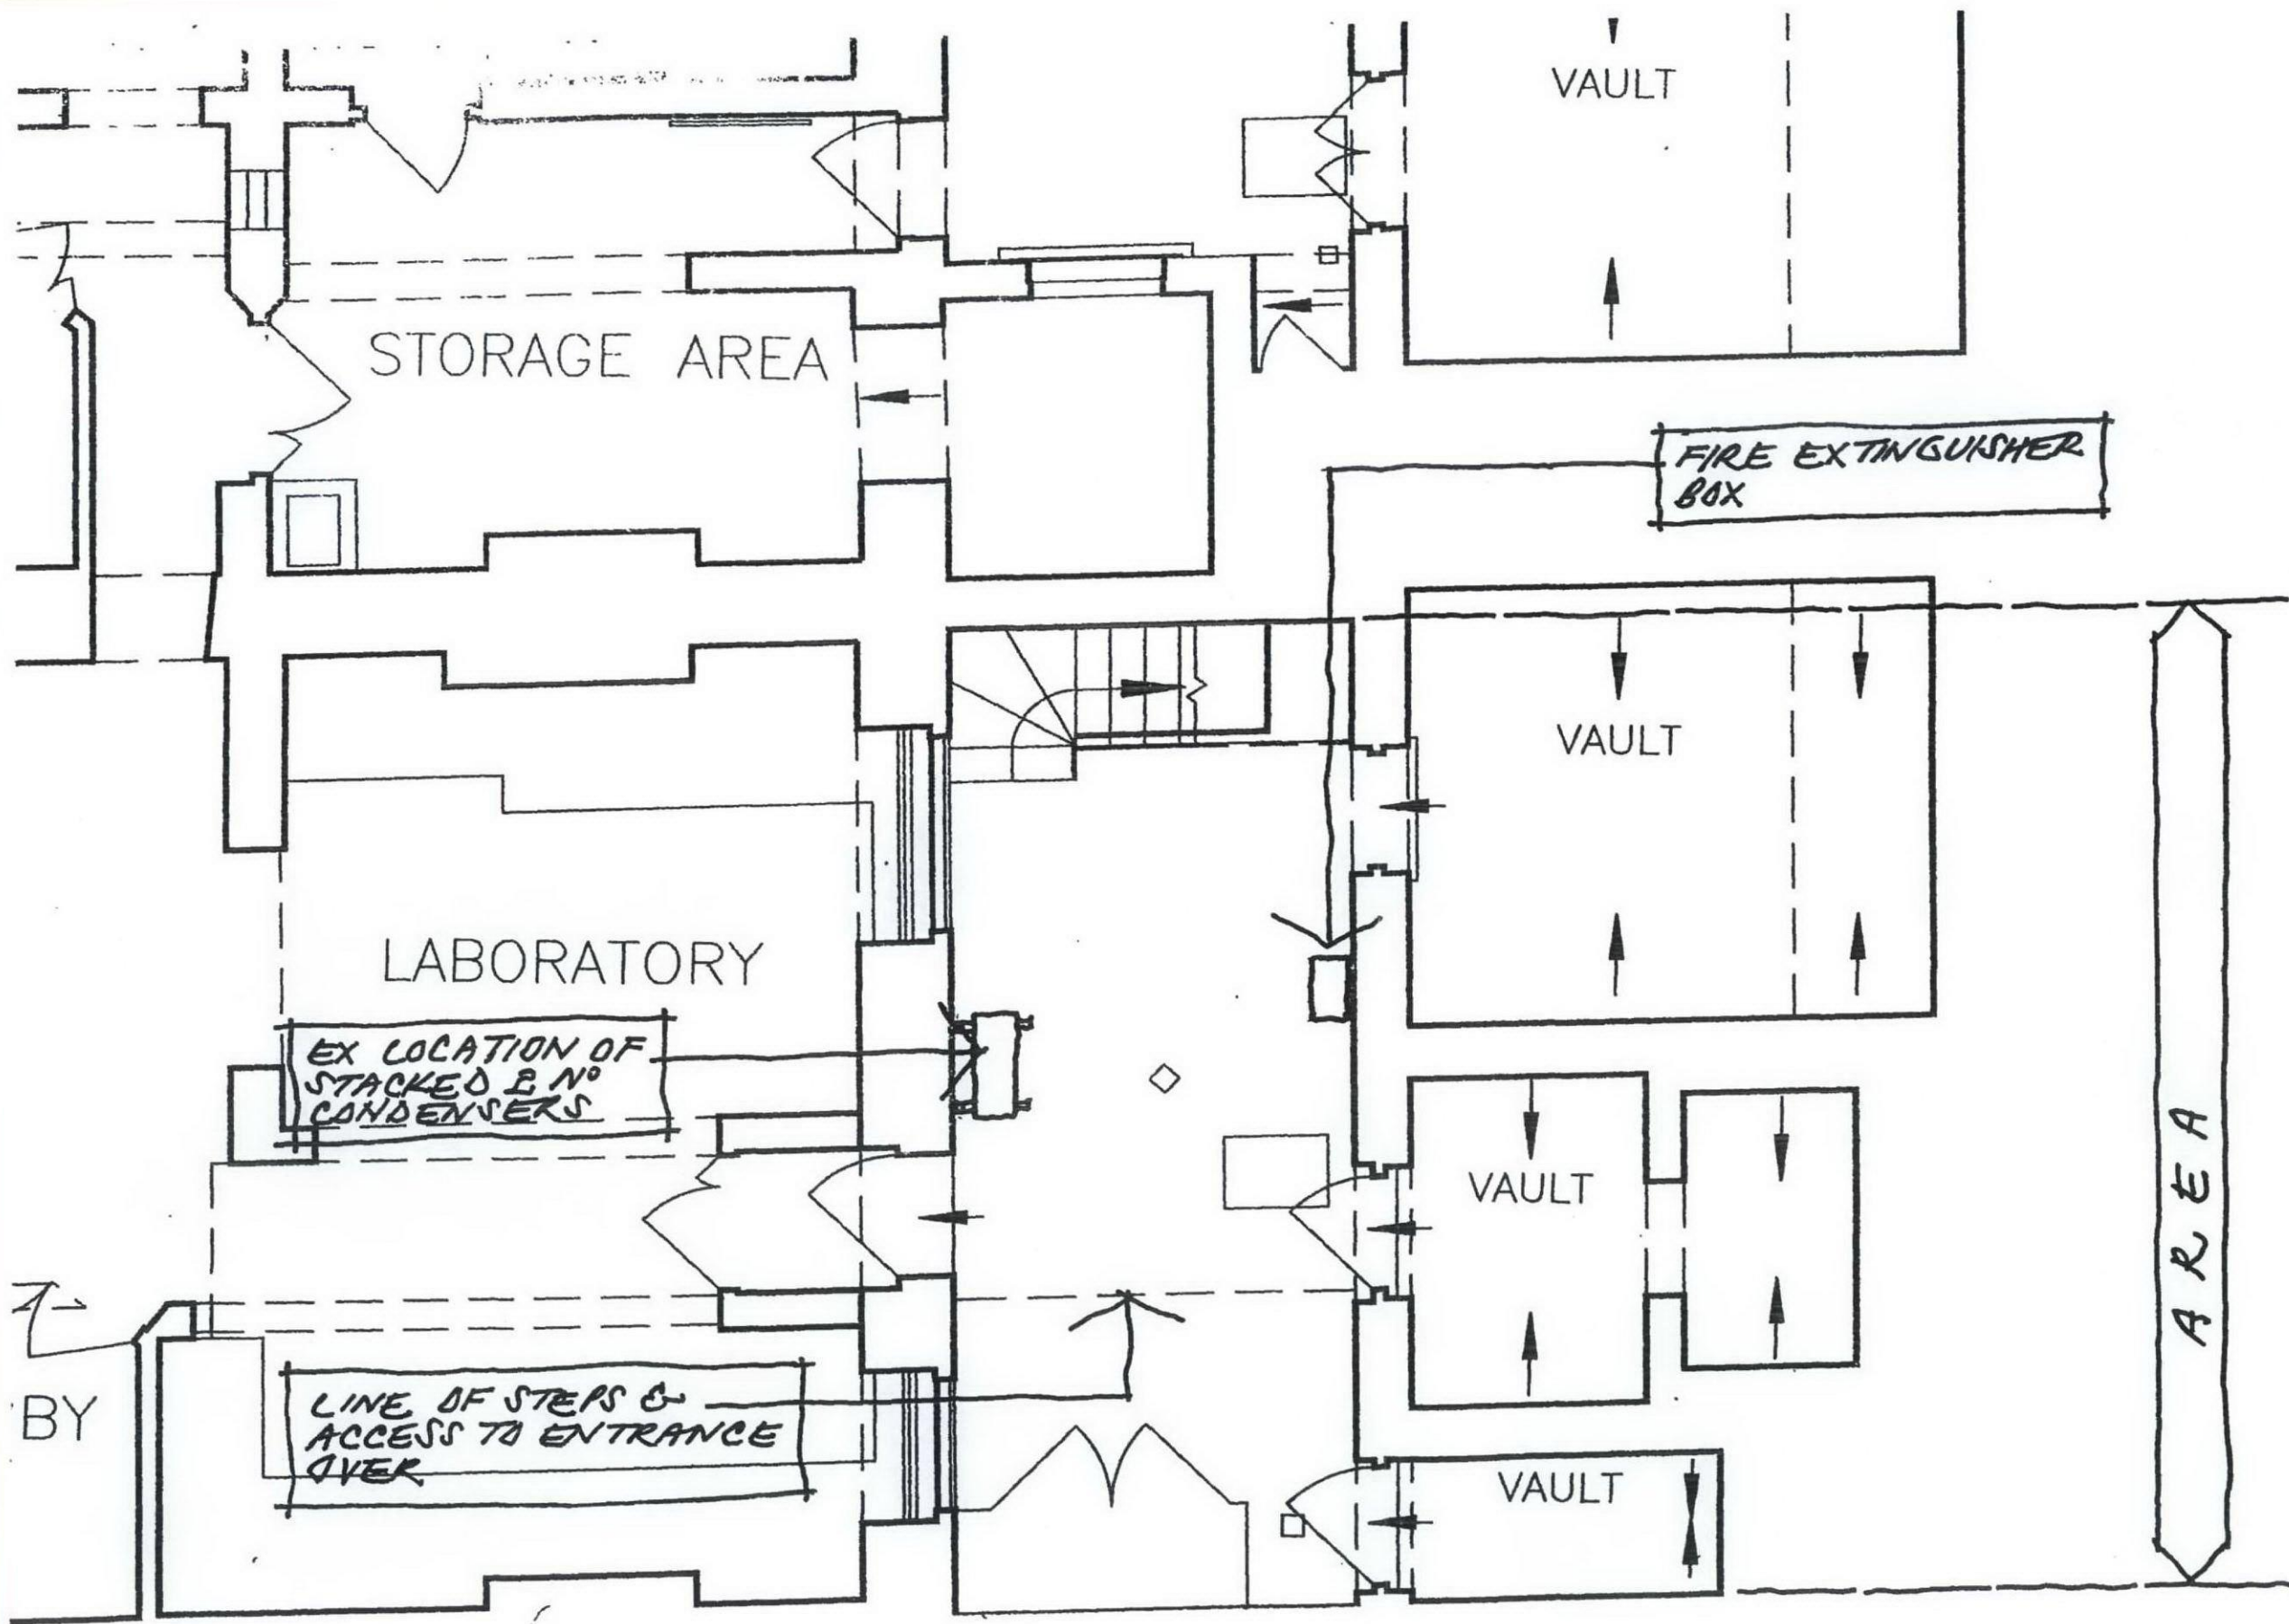 VAULT
STORAGE AREA
FIRE EXTINGUISHER
BOX
VAULT
LABORATORY
EX LOCATION OF
STACKED 2 Nº
CONDENSERS
VAULT
AREA
BY
LINE OF STEPS &
ACCESS TO ENTRANCE
OVER
VAULT